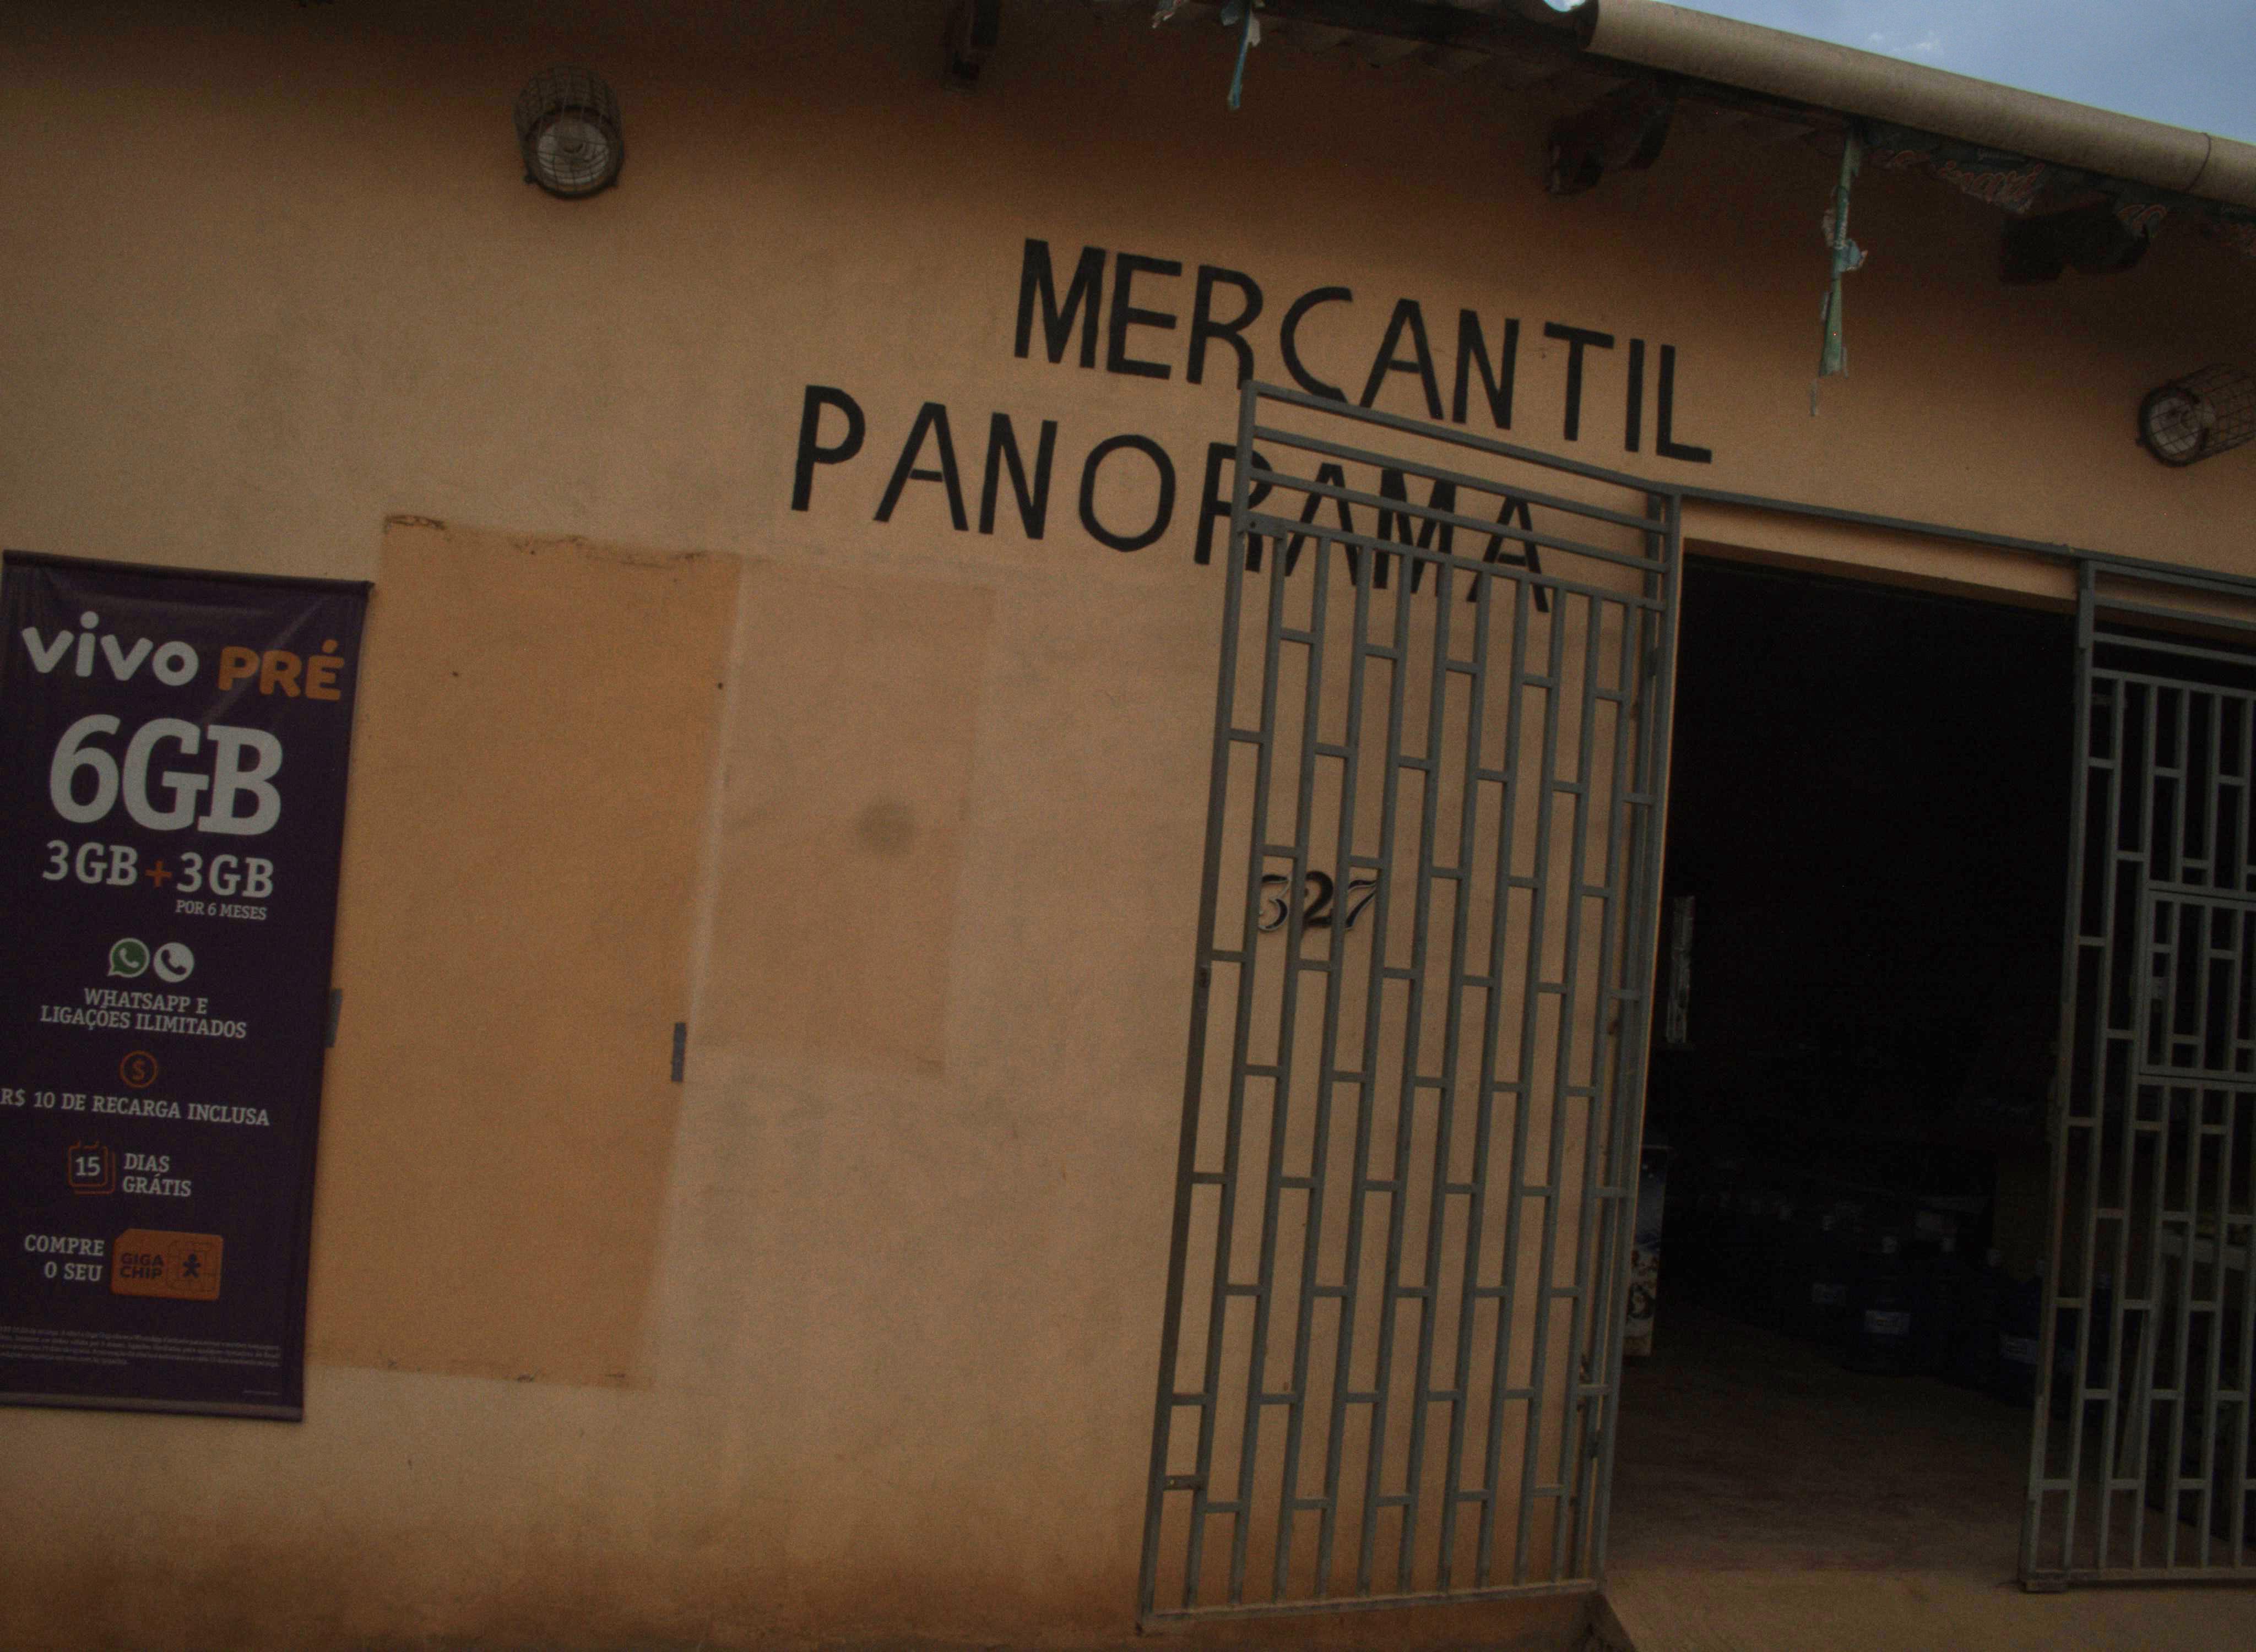 MERCANTIL
PANORAMA
327
vivo PRÉ
6GB
3GB+3GB
POR 6 MESES
WHATSAPP E
LIGAÇÕES ILIMITADOS
$
R$ 10 DE RECARGA INCLUSA
15 DIAS
GRÁTIS
COMPRE
O SEU
GIGA
CHIP